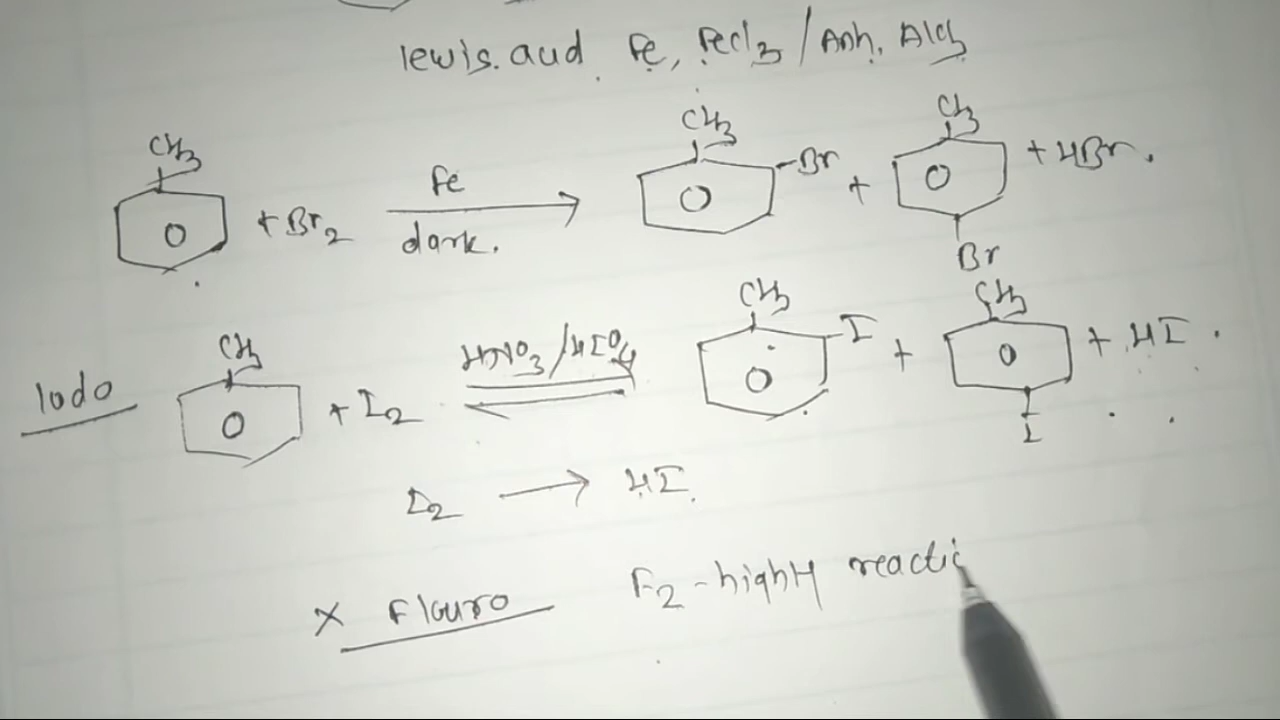 lewis. acid Fe, FeCl3 / Anh. AlCl3
CH3 CH3 CH3
+ Br2 Fe dark. Br + + HBr.
Br
CH3 CH3 CH3
Iodo + I2 HNO3 / HIO4 I + + HI.
I
I2 → HI.
x Flouro F2 - highly reacti